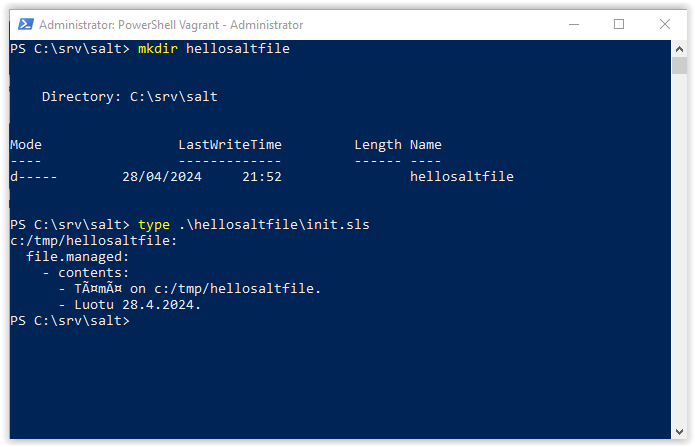 Administrator: PowerShell Vagrant - Administrator
PS C:\srv\salt> mkdir hellosaltfile
Directory: C:\srv\salt
Mode                 LastWriteTime         Length Name
----                 -------------         ------ ----
d-----        28/04/2024     21:52                hellosaltfile
PS C:\srv\salt> type .\hellosaltfile\init.sls
c:/tmp/hellosaltfile:
  file.managed:
    - contents:
      - Tämä on c:/tmp/hellosaltfile.
      - Luotu 28.4.2024.
PS C:\srv\salt>